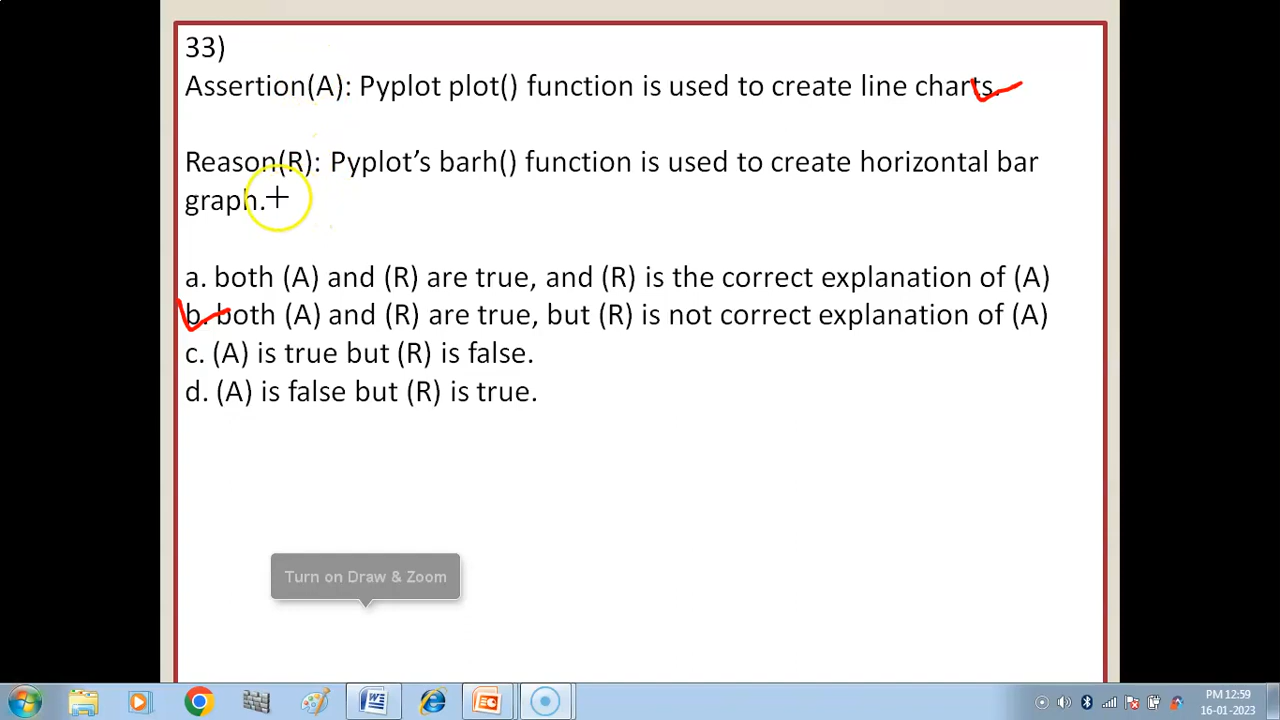 33)
Assertion(A): Pyplot plot() function is used to create line charts.
Reason(R): Pyplot’s barh() function is used to create horizontal bar
graph.
a. both (A) and (R) are true, and (R) is the correct explanation of (A)
b. both (A) and (R) are true, but (R) is not correct explanation of (A)
c. (A) is true but (R) is false.
d. (A) is false but (R) is true.
Turn on Draw & Zoom
PM 12:59
16-01-2023